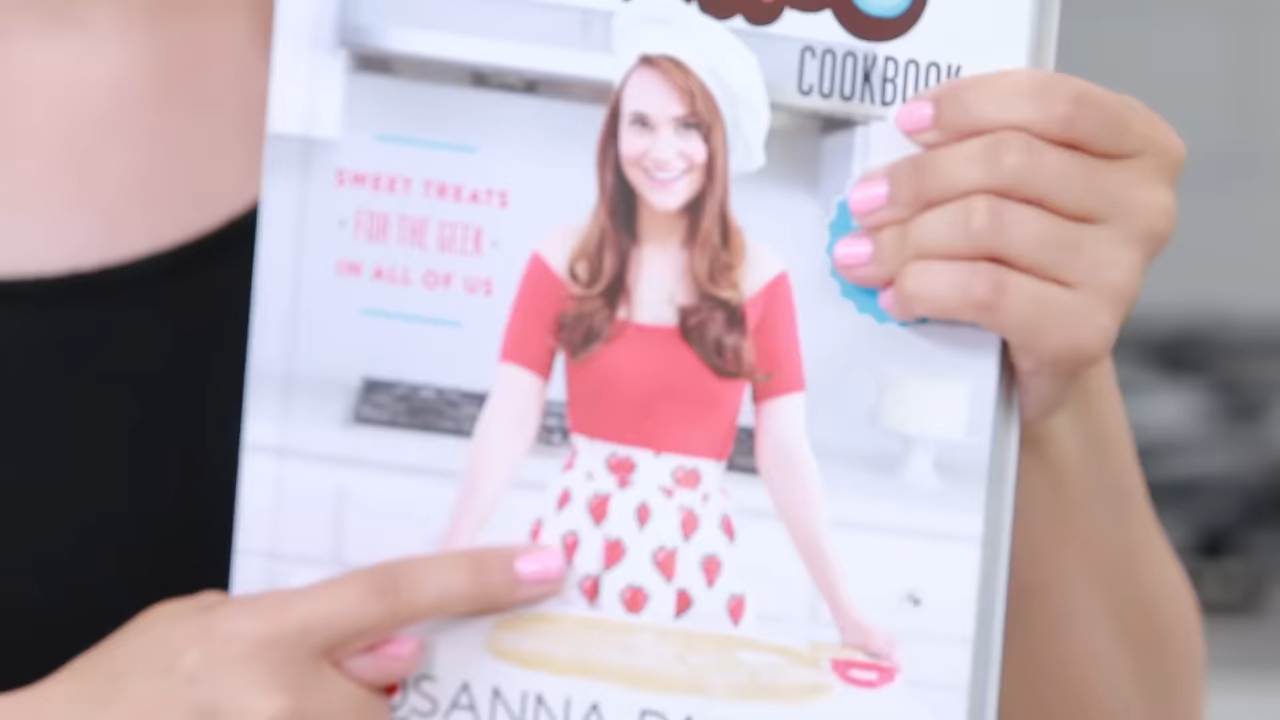 COOKBOOK
SWEET TREATS
· FOR THE GEEK ·
IN ALL OF US